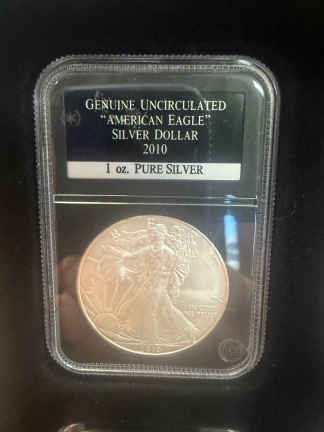 GENUINE UNCIRCULATED
"AMERICAN EAGLE"
SILVER DOLLAR
2010
1 oz. PURE SILVER